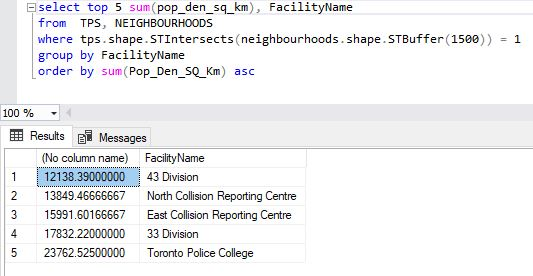 select top 5 sum(pop_den_sq_km), FacilityName
from  TPS, NEIGHBOURHOODS
where tps.shape.STIntersects(neighbourhoods.shape.STBuffer(1500)) = 1
group by FacilityName
order by sum(Pop_Den_SQ_Km) asc
100 %
Results Messages
(No column name) FacilityName
1 12138.39000000 43 Division
2 13849.46666667 North Collision Reporting Centre
3 15991.60166667 East Collision Reporting Centre
4 17832.22000000 33 Division
5 23762.52500000 Toronto Police College